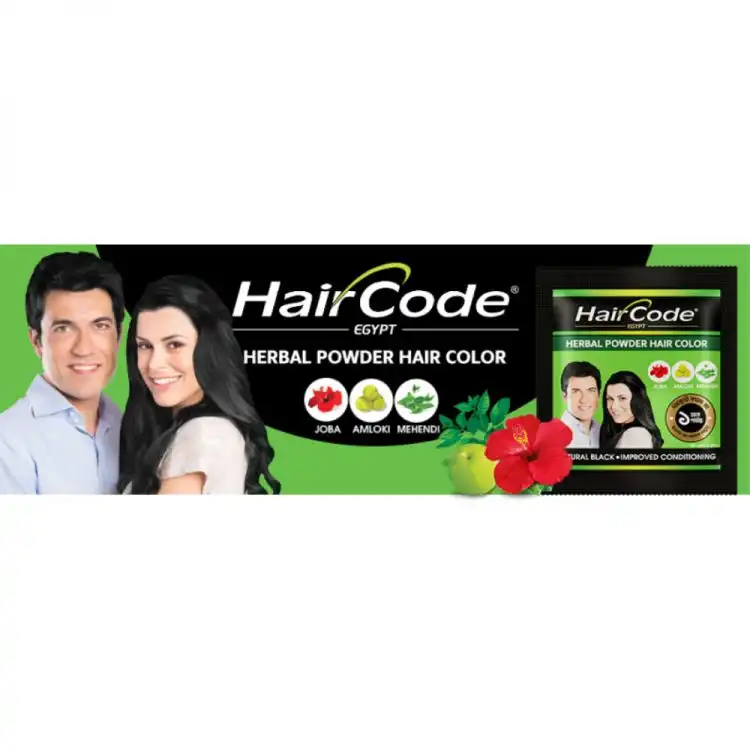 HairCode®
EGYPT
HERBAL POWDER HAIR COLOR
JOBA AMLOKI MEHENDI
HairCode®
EGYPT
HERBAL POWDER HAIR COLOR
JOBA AMLOKI MEHENDI
TURAL BLACK • IMPROVED CONDITIONING